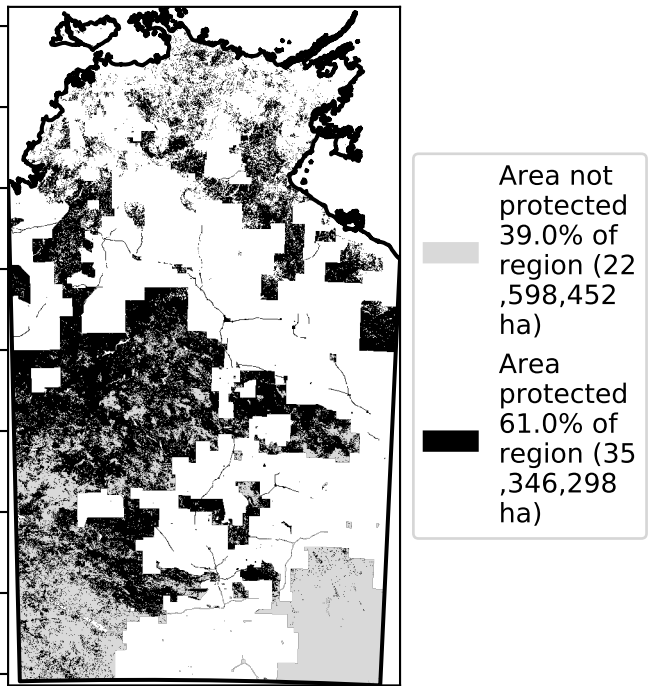 Area not
protected
39.0% of
region (22
,598,452
ha)
Area
protected
61.0% of
region (35
,346,298
ha)